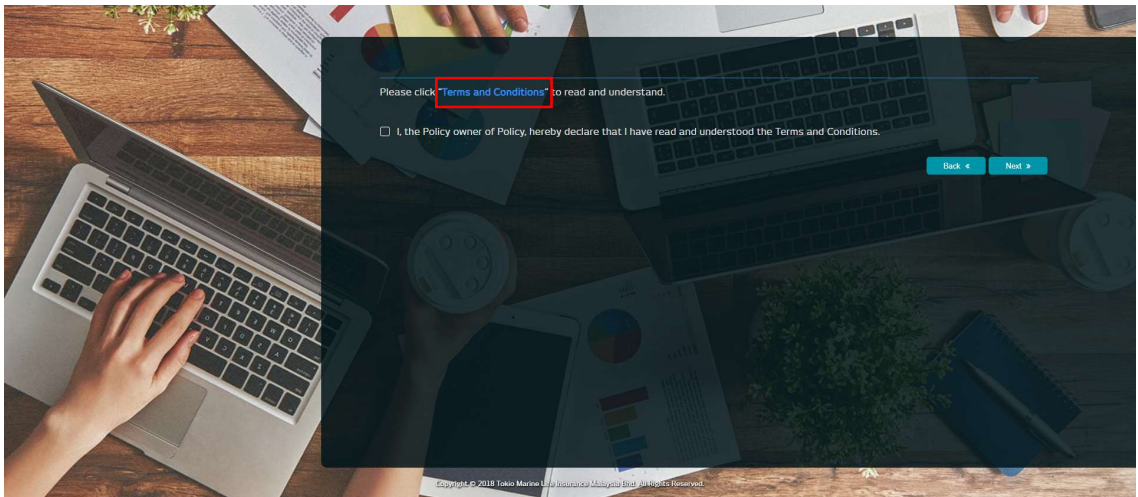 Please click "Terms and Conditions" to read and understand.
I, the Policy owner of Policy, hereby declare that I have read and understood the Terms and Conditions.
Back «
Next »
Copyright © 2018 Tokio Marine Life Insurance Malaysia Bhd. All Rights Reserved.